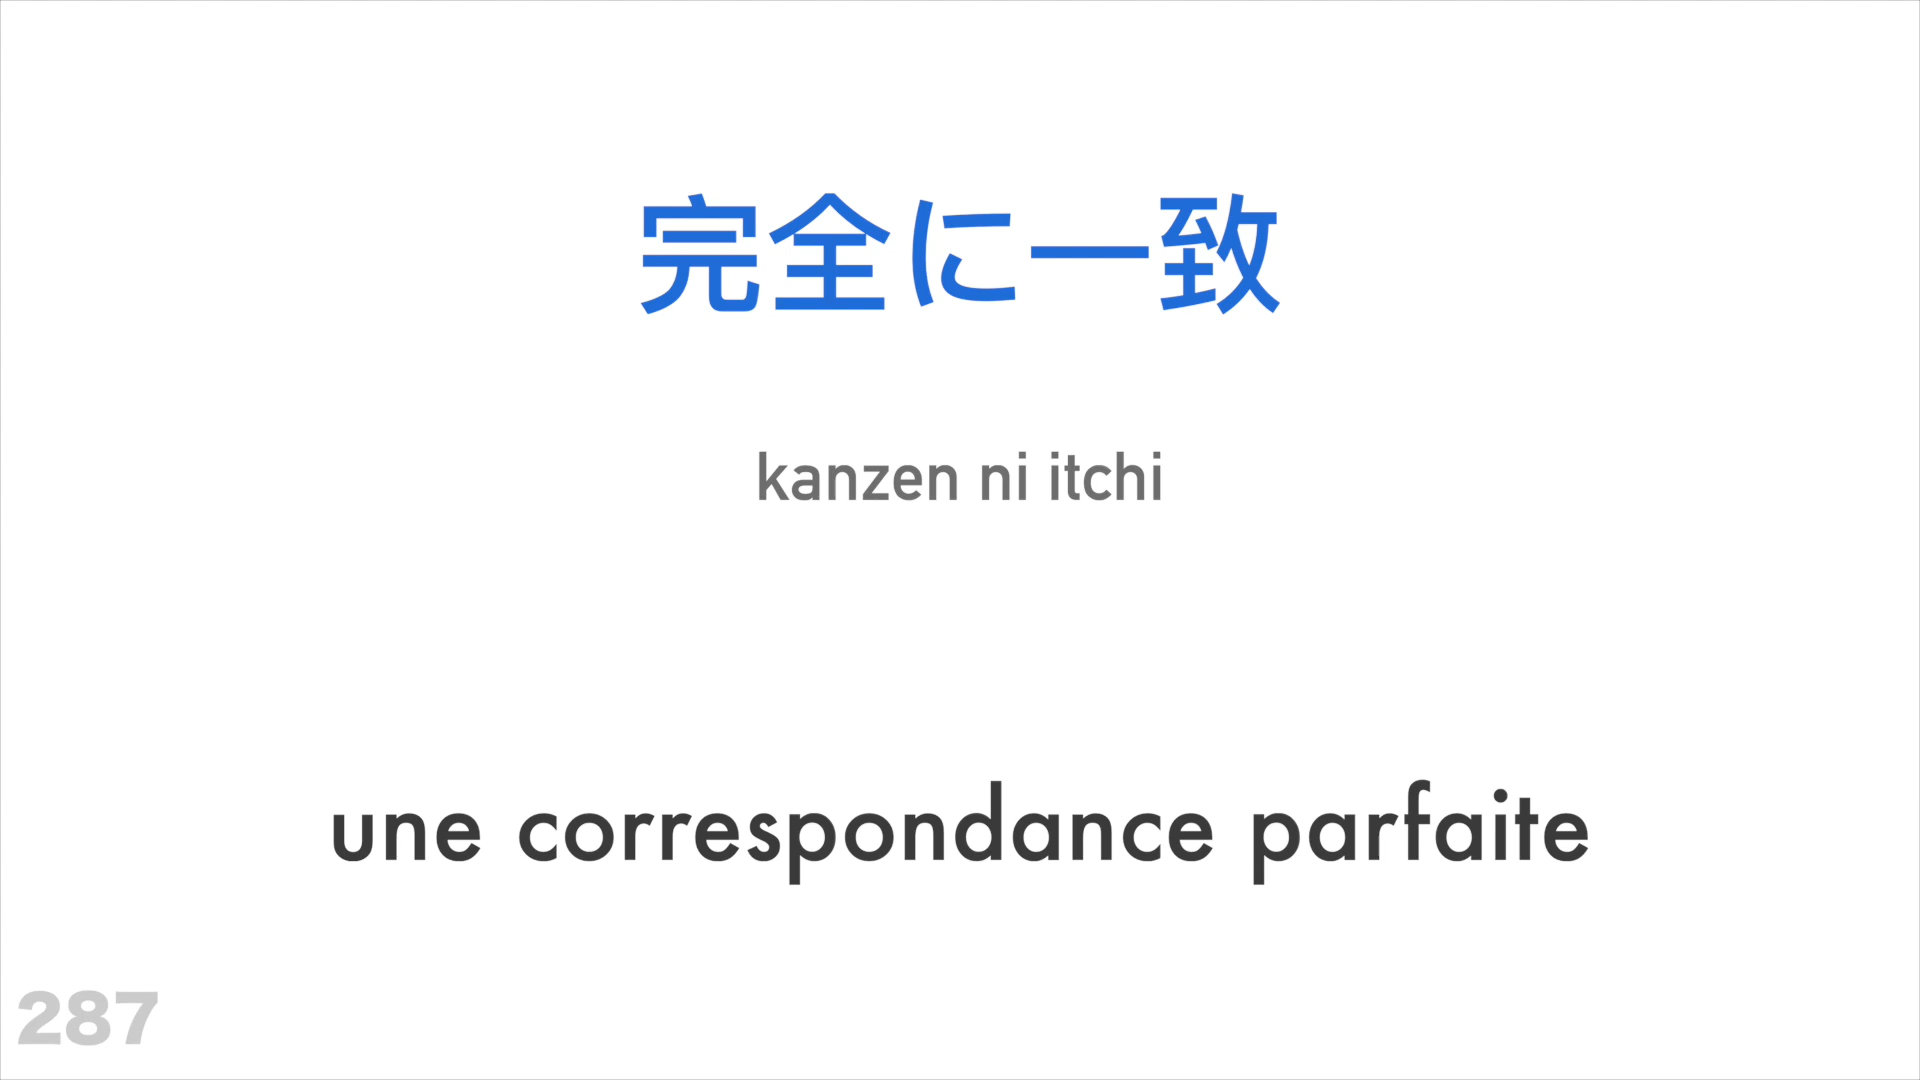 完全に一致
kanzen ni itchi
une correspondance parfaite
287